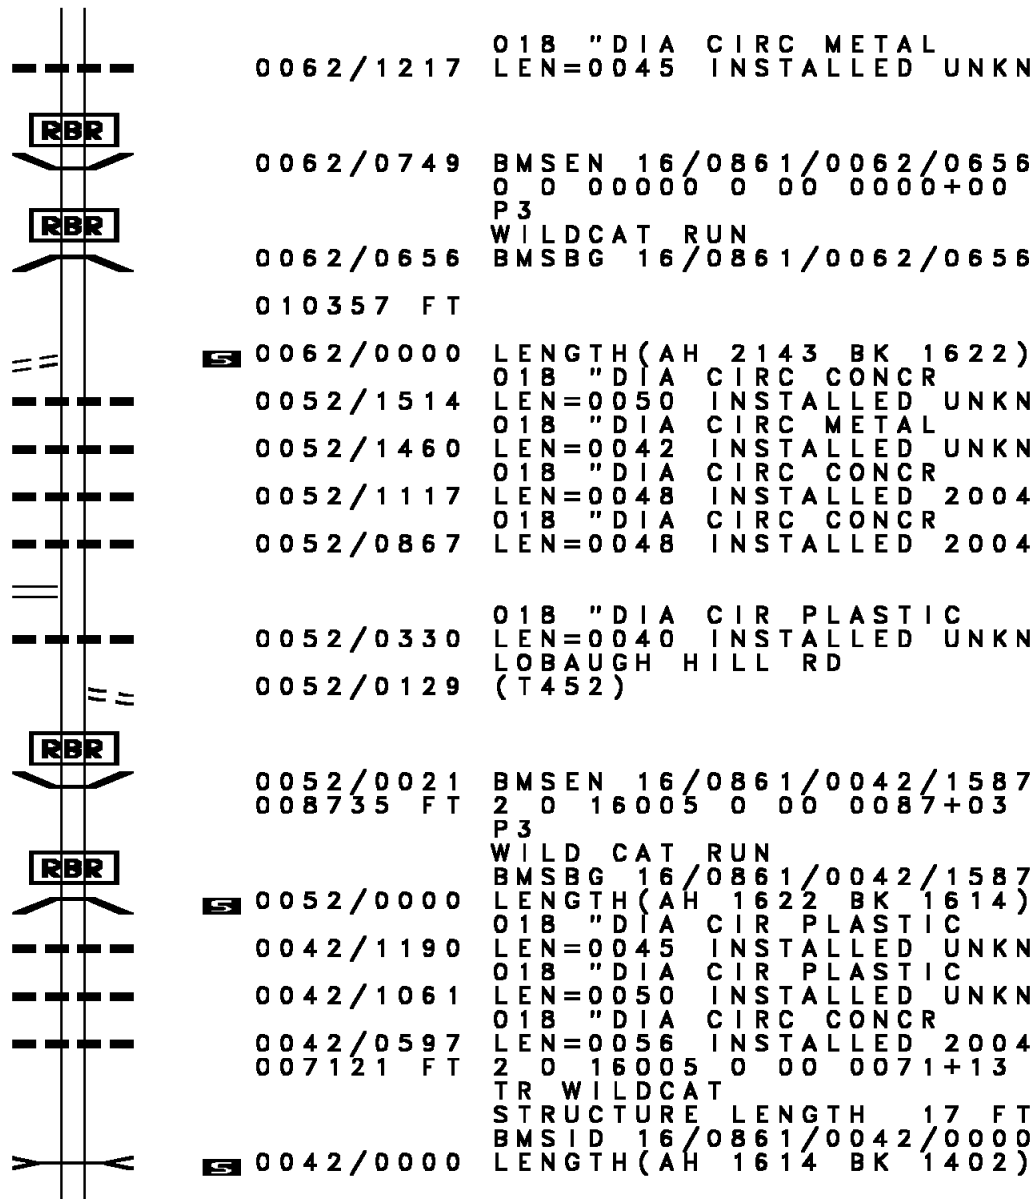 018 "DIA CIRC METAL
0062/1217 LEN=0045 INSTALLED UNKN
RBR
0062/0749 BMSEN 16/0861/0062/0656
0 0 00000 0 00 0000+00
P3
RBR
WILDCAT RUN
0062/0656 BMSBG 16/0861/0062/0656
010357 FT
S 0062/0000 LENGTH(AH 2143 BK 1622)
018 "DIA CIRC CONCR
0052/1514 LEN=0050 INSTALLED UNKN
018 "DIA CIRC METAL
0052/1460 LEN=0042 INSTALLED UNKN
018 "DIA CIRC CONCR
0052/1117 LEN=0048 INSTALLED 2004
018 "DIA CIRC CONCR
0052/0867 LEN=0048 INSTALLED 2004
018 "DIA CIR PLASTIC
0052/0330 LEN=0040 INSTALLED UNKN
LOBAUGH HILL RD
0052/0129 (T452)
RBR
0052/0021 BMSEN 16/0861/0042/1587
008735 FT 2 0 16005 0 00 0087+03
P3
WILD CAT RUN
RBR
BMSBG 16/0861/0042/1587
S 0052/0000 LENGTH(AH 1622 BK 1614)
018 "DIA CIR PLASTIC
0042/1190 LEN=0045 INSTALLED UNKN
018 "DIA CIR PLASTIC
0042/1061 LEN=0050 INSTALLED UNKN
018 "DIA CIRC CONCR
0042/0597 LEN=0056 INSTALLED 2004
007121 FT 2 0 16005 0 00 0071+13
TR WILDCAT
STRUCTURE LENGTH 17 FT
BMSID 16/0861/0042/0000
S 0042/0000 LENGTH(AH 1614 BK 1402)